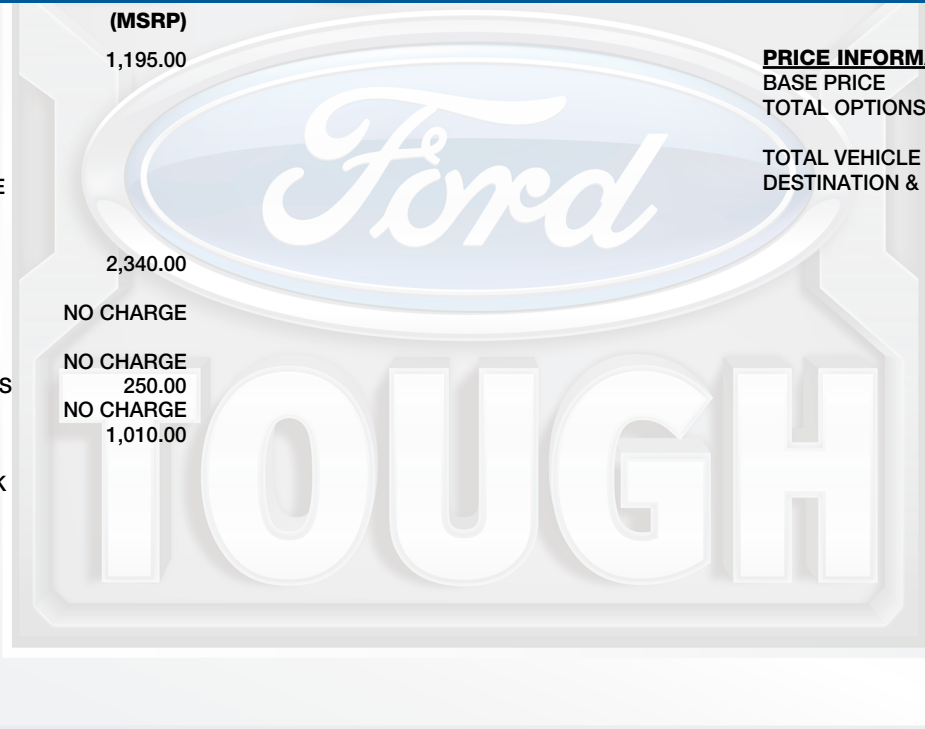 (MSRP)
1,195.00
E
2,340.00
NO CHARGE
NO CHARGE
S 250.00
NO CHARGE
1,010.00
K
PRICE INFORMA
BASE PRICE
TOTAL OPTIONS
TOTAL VEHICLE
DESTINATION &
Ford
TOUGH